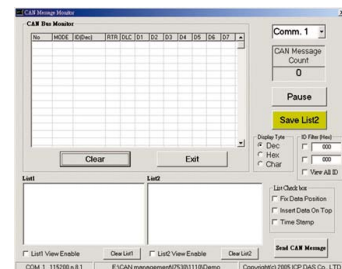 CAN Message Monitor
CAN Bus Monitor
No MODE ID(Dec) RTR DLC D1 D2 D3 D4 D5 D6 D7
Comm. 1
CAN Message Count
0
Pause
Save List2
Clear
Exit
Display Tyte
Dec
Hex
Char
ID Filter (Hex)
000
000
View All ID
List1
List2
List Check box
Fix Data Position
Insert Data On Top
Time Stamp
List1 View Enable
Clear List1
List2 View Enable
Clear List2
Send CAN Message
COM 1, 115200,n,8,1
Copyright(c) 2005 ICP DAS Co., LTD